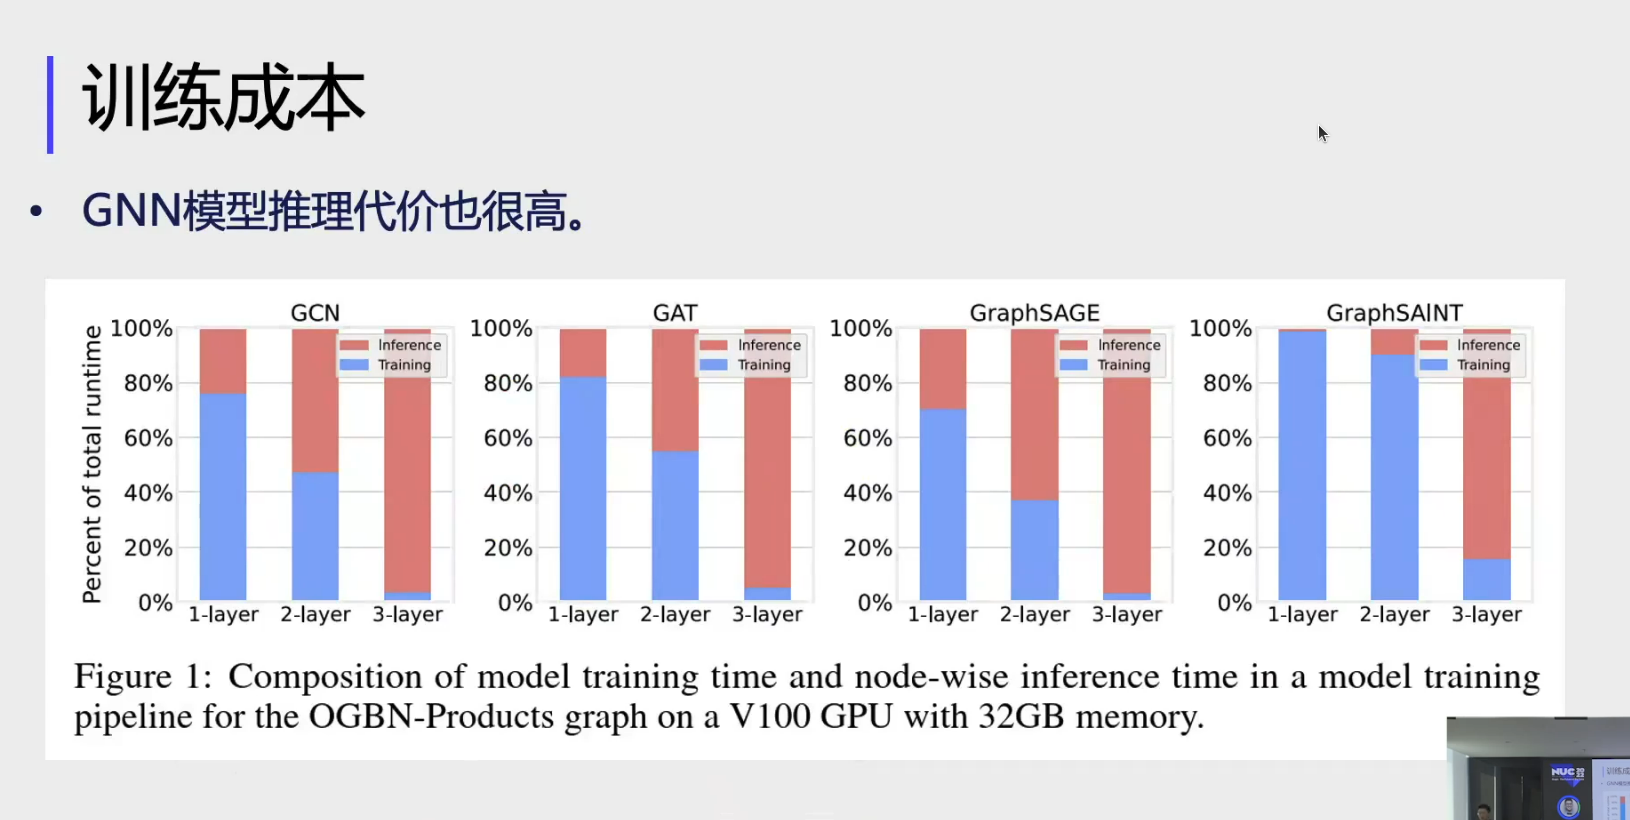 训练成本
• GNN模型推理代价也很高。
GCN
GAT
GraphSAGE
GraphSAINT
Percent of total runtime
100%
80%
60%
40%
20%
0%
Inference
Training
1-layer 2-layer 3-layer
100%
80%
60%
40%
20%
0%
Inference
Training
1-layer 2-layer 3-layer
100%
80%
60%
40%
20%
0%
Inference
Training
1-layer 2-layer 3-layer
100%
80%
60%
40%
20%
0%
Inference
Training
1-layer 2-layer 3-layer
Figure 1: Composition of model training time and node-wise inference time in a model training
pipeline for the OGBN-Products graph on a V100 GPU with 32GB memory.
NUC